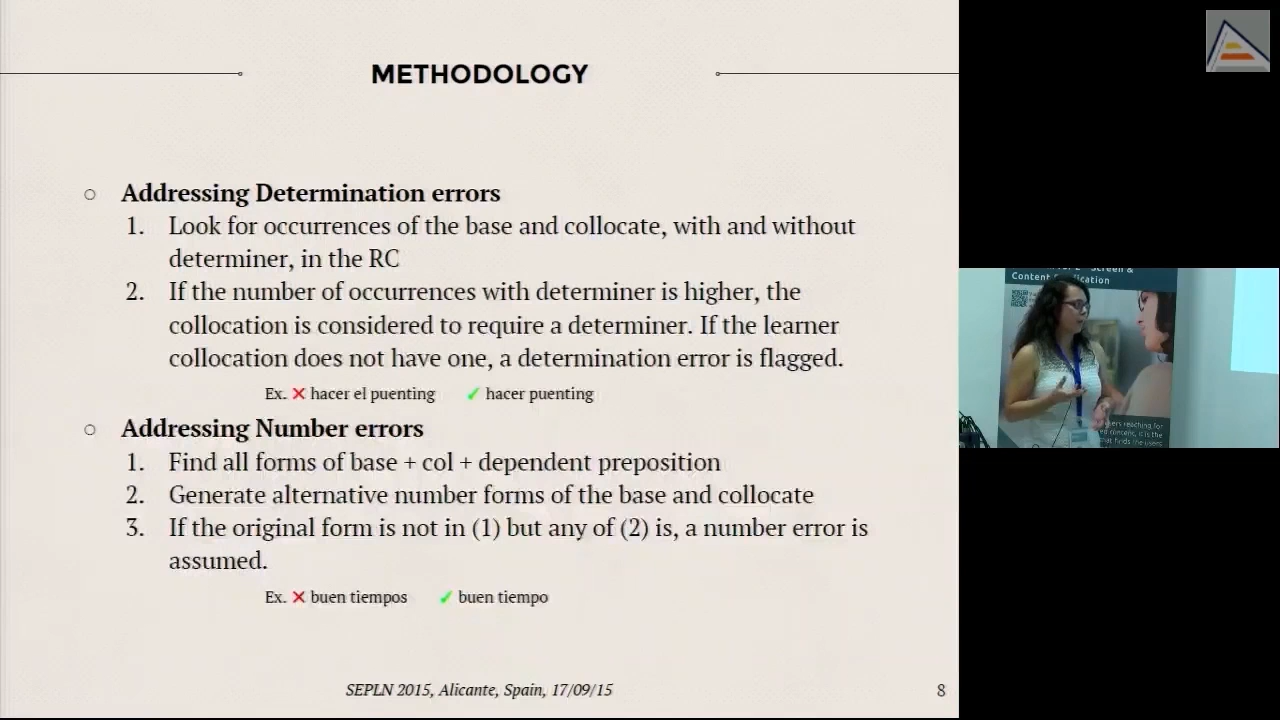 METHODOLOGY
○ Addressing Determination errors
1. Look for occurrences of the base and collocate, with and without
determiner, in the RC
2. If the number of occurrences with determiner is higher, the
collocation is considered to require a determiner. If the learner
collocation does not have one, a determination error is flagged.
Ex. ✕ hacer el puenting ✓ hacer puenting
○ Addressing Number errors
1. Find all forms of base + col + dependent preposition
2. Generate alternative number forms of the base and collocate
3. If the original form is not in (1) but any of (2) is, a number error is
assumed.
Ex. ✕ buen tiempos ✓ buen tiempo
SEPLN 2015, Alicante, Spain, 17/09/15
8
Screen &
Content